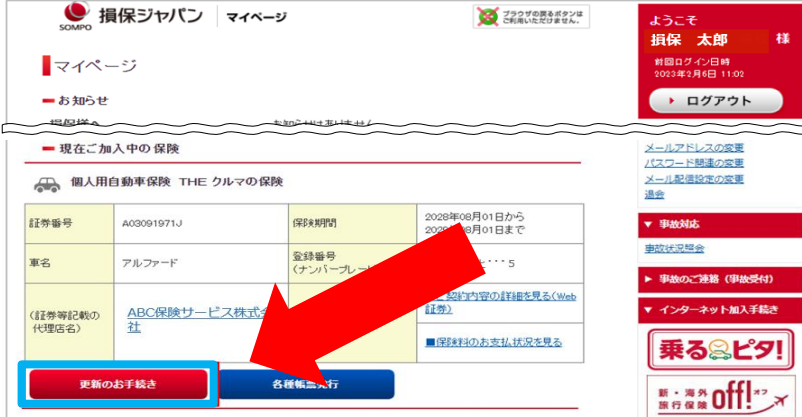 損保ジャパン マイページ
SOMPO
ブラウザの戻るボタンは
ご利用いただけません。
マイページ
お知らせ
現在ご加入中の保険
個人用自動車保険 THE クルマの保険
証券番号 A03091971J 保険期間 2028年08月01日から
8月01日まで
車名 アルファード 登録番号
(ナンバープレー ・・・5
(証券等記載の
代理店名)
ABC保険サービス株式会
社
契約内容の詳細を見る(Web
証券)
■保険料のお支払状況を見る
更新のお手続き 各種帳票発行
ようこそ
損保 太郎 様
前回ログイン日時
2023年2月6日 11:02
ログアウト
メールアドレスの変更
パスワード関連の変更
メール配信設定の変更
退会
▼ 事故対応
事故状況照会
▶ 事故のご連絡(事故受付)
▼ インターネット加入手続き
乗るピタ!
新・海外
旅行保険
off! オフ